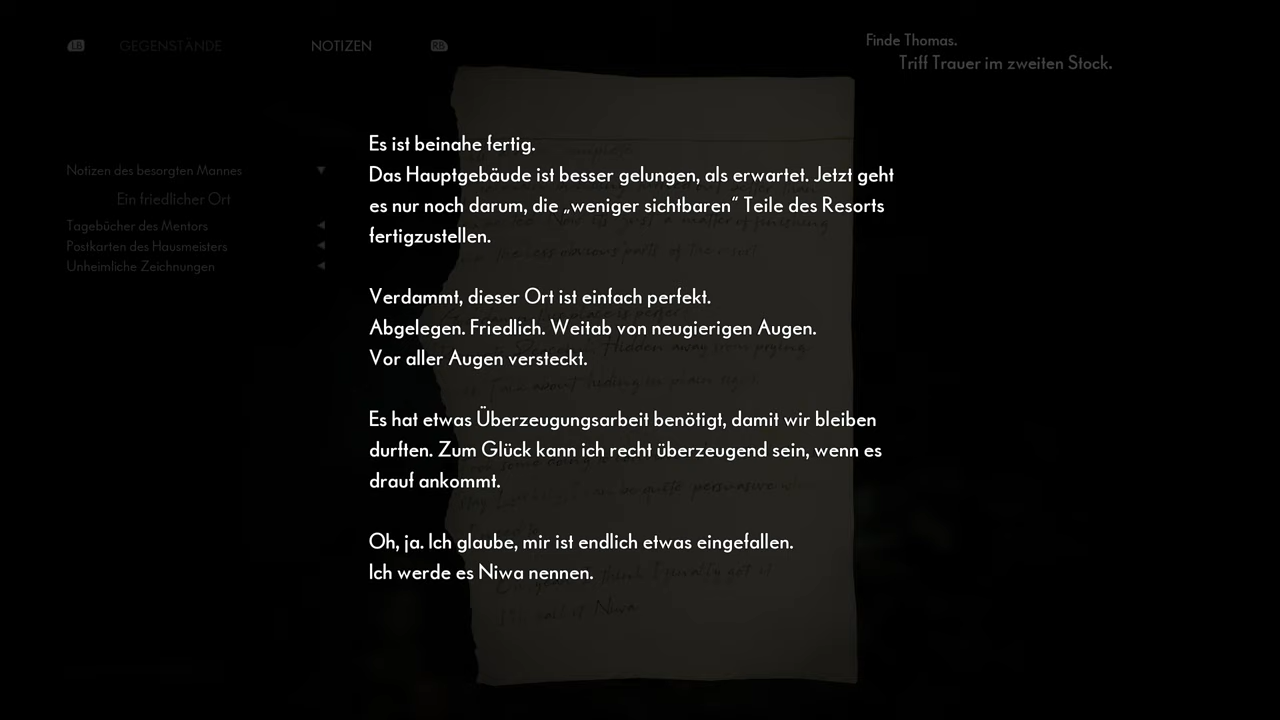 LB GEGENSTÄNDE NOTIZEN RB
Finde Thomas.
Triff Trauer im zweiten Stock.
Notizen des besorgten Mannes
Ein friedlicher Ort
Tagebücher des Mentors
Postkarten des Hausmeisters
Unheimliche Zeichnungen
Es ist beinahe fertig.
Das Hauptgebäude ist besser gelungen, als erwartet. Jetzt geht
es nur noch darum, die „weniger sichtbaren“ Teile des Resorts
fertigzustellen.
Verdammt, dieser Ort ist einfach perfekt.
Abgelegen. Friedlich. Weitab von neugierigen Augen.
Vor aller Augen versteckt.
Es hat etwas Überzeugungsarbeit benötigt, damit wir bleiben
durften. Zum Glück kann ich recht überzeugend sein, wenn es
drauf ankommt.
Oh, ja. Ich glaube, mir ist endlich etwas eingefallen.
Ich werde es Niwa nennen.